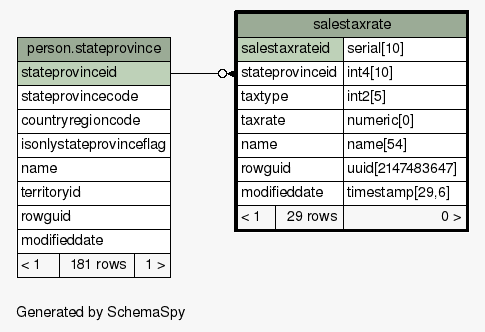 person.stateprovince
stateprovinceid
stateprovincecode
countryregioncode
isonlystateprovinceflag
name
territoryid
rowguid
modifieddate
< 1 181 rows 1 >
salestaxrate
salestaxrateid serial[10]
stateprovinceid int4[10]
taxtype int2[5]
taxrate numeric[0]
name name[54]
rowguid uuid[2147483647]
modifieddate timestamp[29,6]
< 1 29 rows 0 >
Generated by SchemaSpy